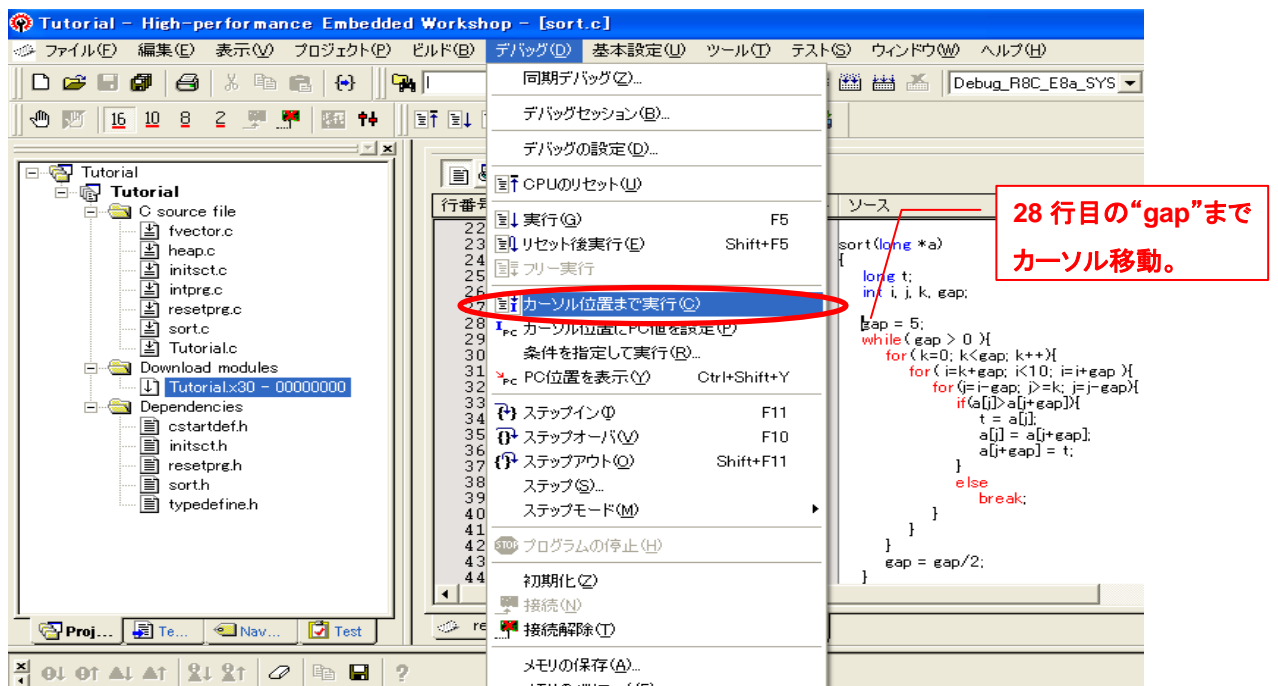 Tutorial - High-performance Embedded Workshop - [sort.c]
ファイル(F) 編集(E) 表示(V) プロジェクト(P) ビルド(B) デバッグ(D) 基本設定(U) ツール(T) テスト(S) ウィンドウ(W) ヘルプ(H)
Debug_R8C_E8a_SYS
16 10 8 2
Tutorial
Tutorial
C source file
fvector.c
heap.c
initsct.c
intprg.c
resetprg.c
sort.c
Tutorial.c
Download modules
Tutorial.x30 - 00000000
Dependencies
cstartdef.h
initsct.h
resetprg.h
sort.h
typedefine.h
Proj... Te... Nav... Test
行番号
22
23
24
25
26
27
28
29
30
31
32
33
34
35
36
37
38
39
40
41
42
43
44
re
同期デバッグ(Z)...
デバッグセッション(B)...
デバッグの設定(D)...
CPUのリセット(U)
実行(G) F5
リセット後実行(E) Shift+F5
フリー実行
カーソル位置まで実行(C)
カーソル位置にPC値を設定(P)
条件を指定して実行(R)...
PC位置を表示(Y) Ctrl+Shift+Y
ステップイン(I) F11
ステップオーバ(V) F10
ステップアウト(O) Shift+F11
ステップ(S)...
ステップモード(M)
プログラムの停止(H)
初期化(Z)
接続(N)
接続解除(T)
メモリの保存(A)...
ソース
sort(long *a)
{
long t;
int i, j, k, gap;
gap = 5;
while( gap > 0 ){
for( k=0; k<gap; k++){
for( i=k+gap; i<10; i=i+gap ){
for(j=i-gap; j>=k; j=j-gap){
if(a[j]>a[j+gap]){
t = a[j];
a[j] = a[j+gap];
a[j+gap] = t;
}
else
break;
}
}
}
gap = gap/2;
}
28 行目の“gap”まで
カーソル移動。